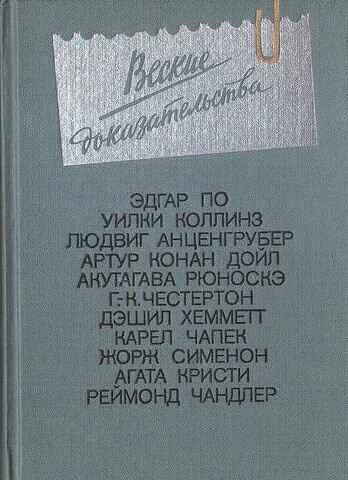 Веские
доказательства
ЭДГАР ПО
УИЛКИ КОЛЛИНЗ
ЛЮДВИГ АНЦЕНГРУБЕР
АРТУР КОНАН ДОЙЛ
АКУТАГАВА РЮНОСКЭ
Г.-К. ЧЕСТЕРТОН
ДЭШИЛ ХЕММЕТТ
КАРЕЛ ЧАПЕК
ЖОРЖ СИМЕНОН
АГАТА КРИСТИ
РЕЙМОНД ЧАНДЛЕР